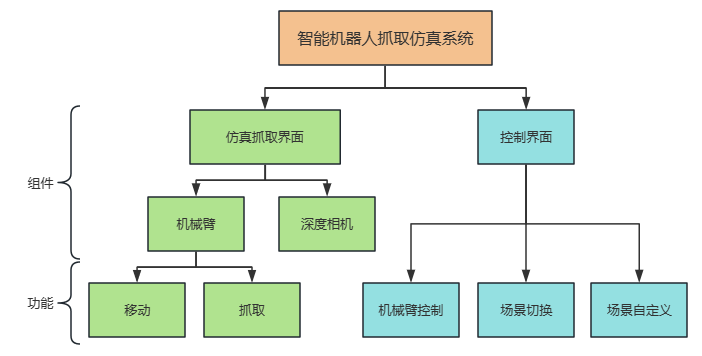 智能机器人抓取仿真系统
仿真抓取界面
控制界面
组件
机械臂
深度相机
功能
移动
抓取
机械臂控制
场景切换
场景自定义